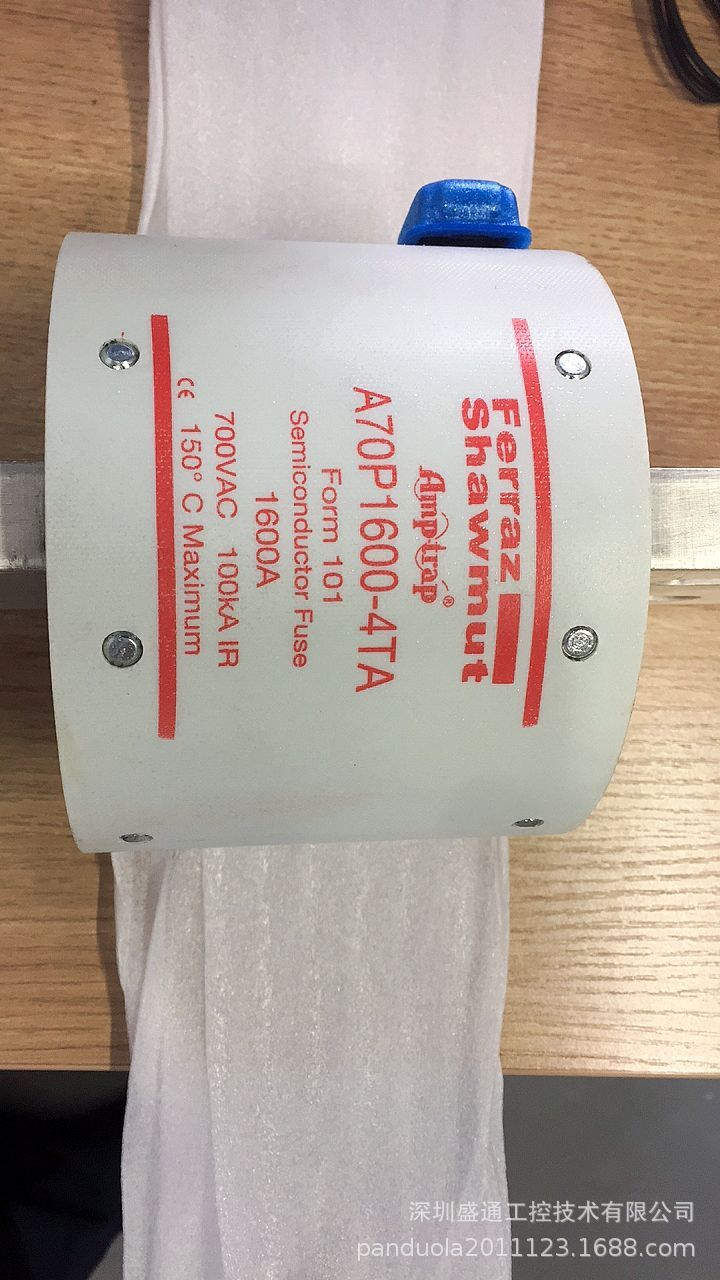 Ferraz
Shawmut
Amp-trap®
A70P1600-4TA
Form 101
Semiconductor Fuse
1600A
700VAC 100kA IR
150° C Maximum
CE
深圳盛通工控技术有限公司
panduola2011123.1688.com